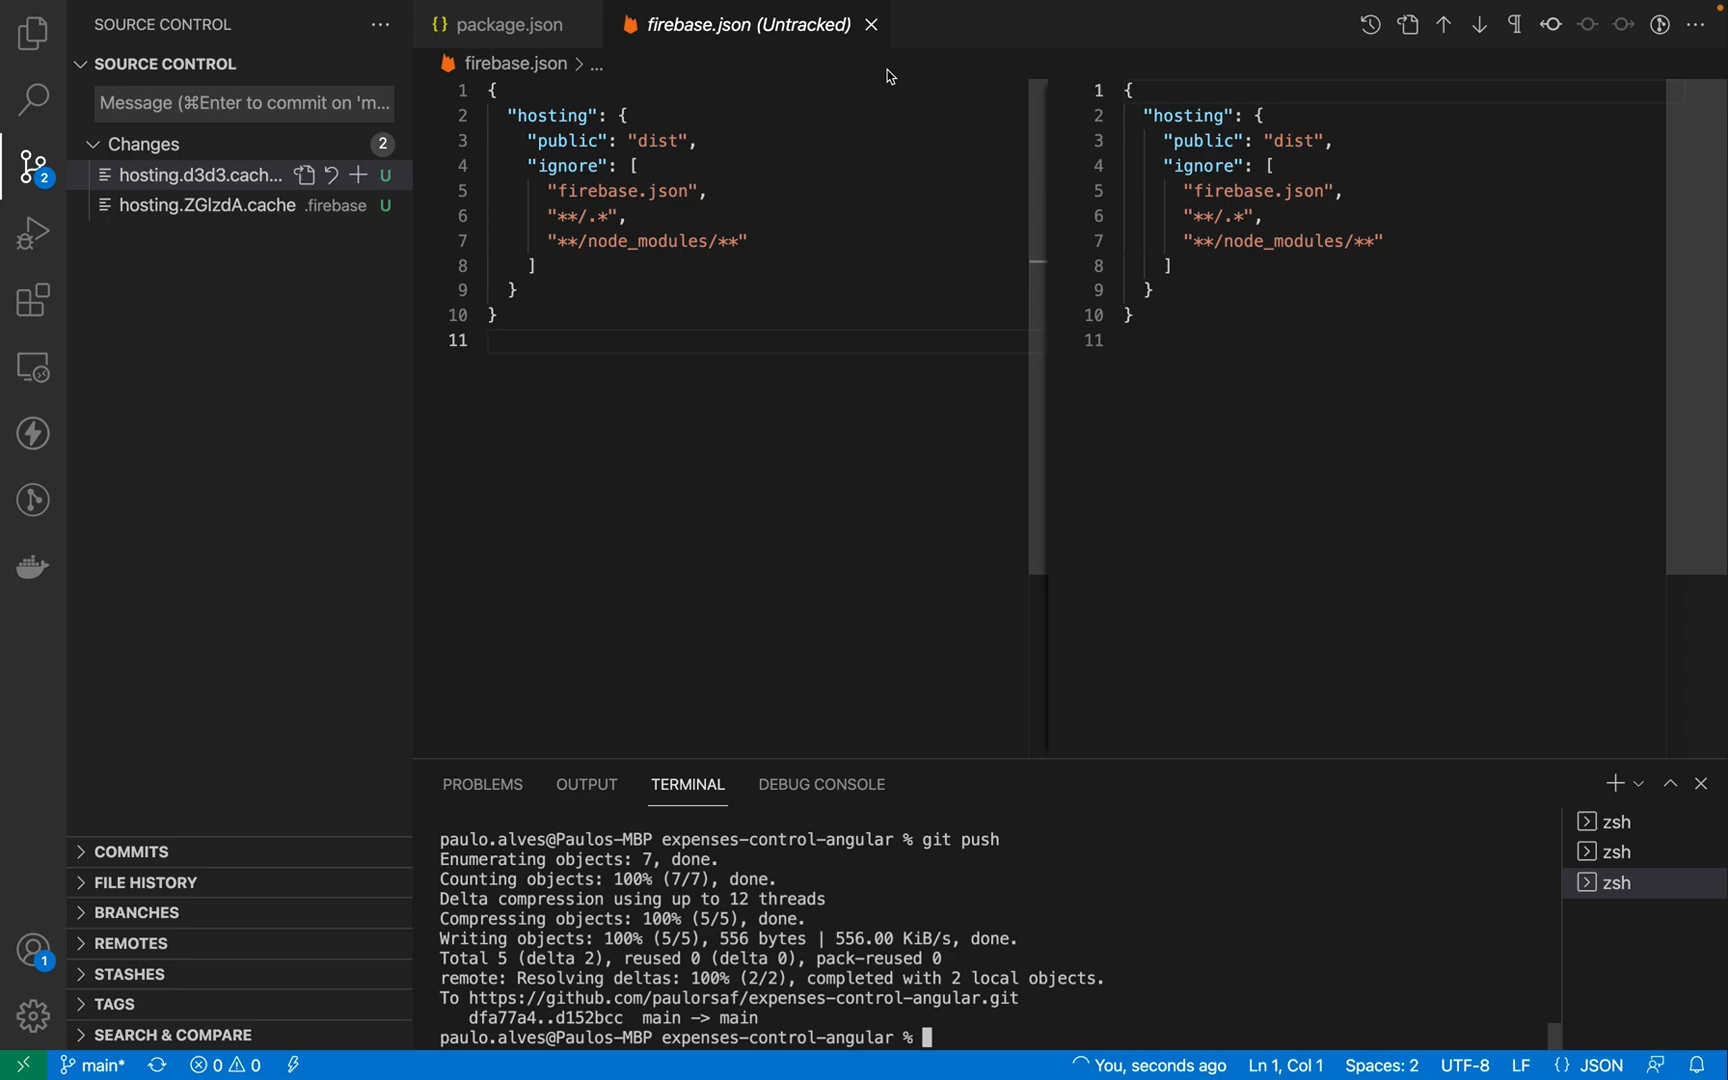 SOURCE CONTROL
SOURCE CONTROL
Message (⌘Enter to commit on 'm...
Changes 2
hosting.d3d3.cach... U
hosting.ZGlzdA.cache .firebase U
2
COMMITS
FILE HISTORY
BRANCHES
REMOTES
STASHES
TAGS
SEARCH & COMPARE
1
{} package.json
firebase.json (Untracked)
firebase.json > ...
1 {
2 "hosting": {
3 "public": "dist",
4 "ignore": [
5 "firebase.json",
6 "**/.*",
7 "**/node_modules/**"
8 ]
9 }
10 }
11
1 {
2 "hosting": {
3 "public": "dist",
4 "ignore": [
5 "firebase.json",
6 "**/.*",
7 "**/node_modules/**"
8 ]
9 }
10 }
11
PROBLEMS OUTPUT TERMINAL DEBUG CONSOLE
paulo.alves@Paulos-MBP expenses-control-angular % git push
Enumerating objects: 7, done.
Counting objects: 100% (7/7), done.
Delta compression using up to 12 threads
Compressing objects: 100% (5/5), done.
Writing objects: 100% (5/5), 556 bytes | 556.00 KiB/s, done.
Total 5 (delta 2), reused 0 (delta 0), pack-reused 0
remote: Resolving deltas: 100% (2/2), completed with 2 local objects.
To https://github.com/paulorsaf/expenses-control-angular.git
dfa77a4..d152bcc main -> main
paulo.alves@Paulos-MBP expenses-control-angular %
zsh
zsh
zsh
main* 0 0 You, seconds ago Ln 1, Col 1 Spaces: 2 UTF-8 LF {} JSON